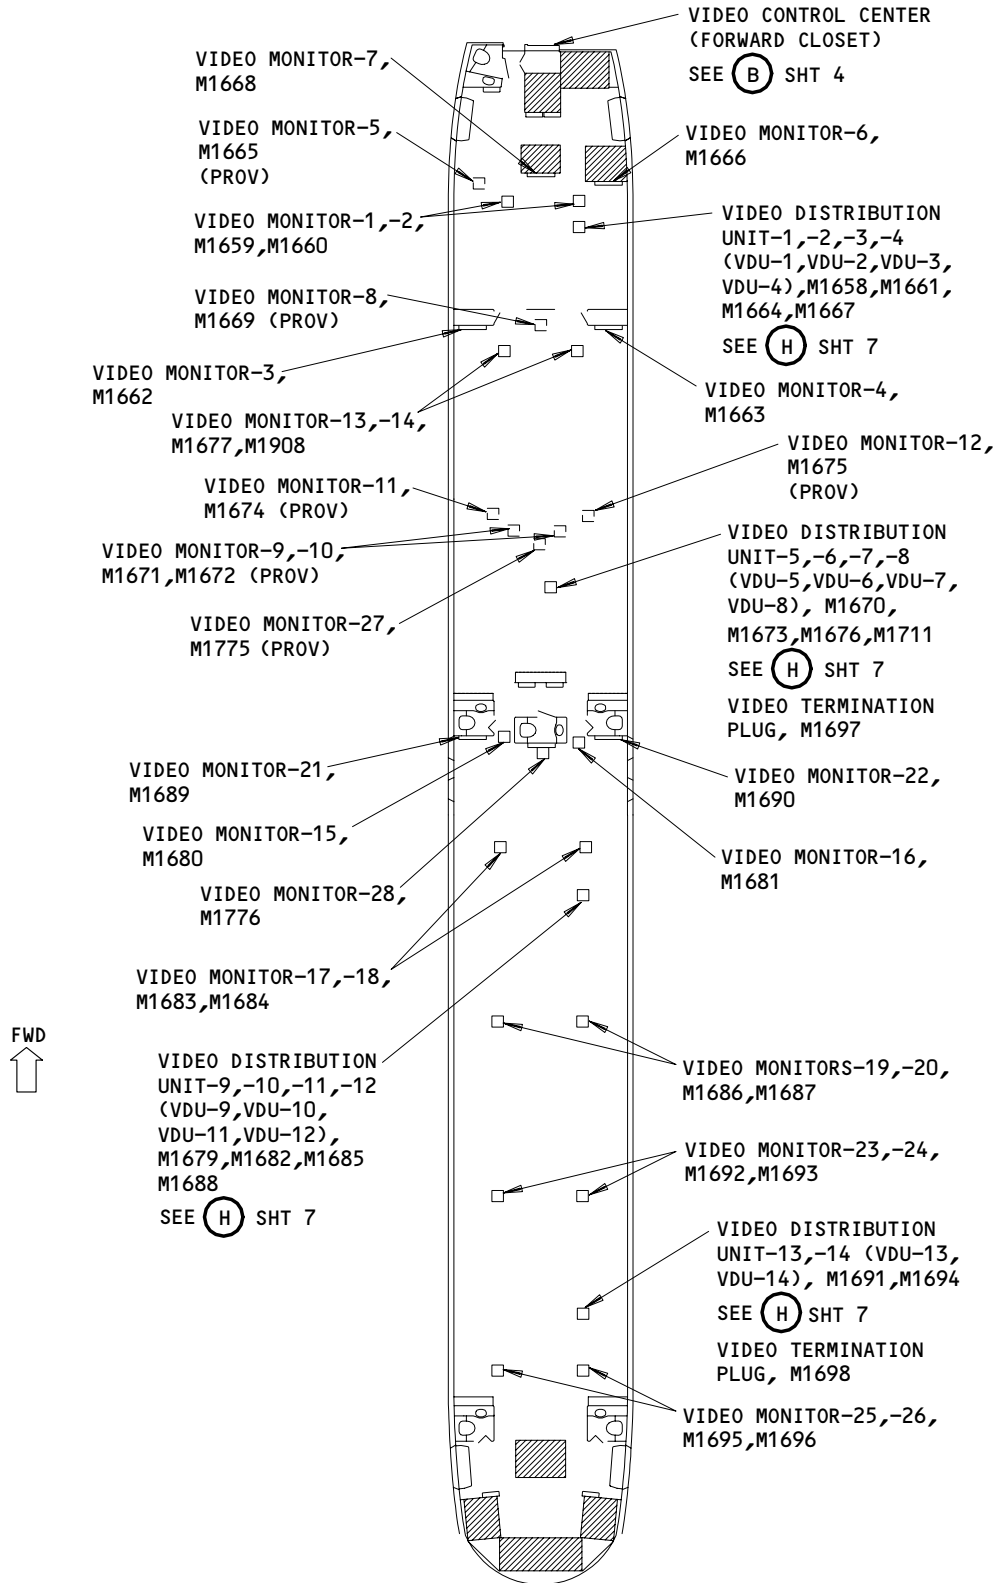 VIDEO CONTROL CENTER
(FORWARD CLOSET)
SEE B SHT 4
VIDEO MONITOR-7,
M1668
VIDEO MONITOR-5,
M1665
(PROV)
VIDEO MONITOR-6,
M1666
VIDEO MONITOR-1,-2,
M1659,M1660
VIDEO DISTRIBUTION
UNIT-1,-2,-3,-4
(VDU-1,VDU-2,VDU-3,
VDU-4),M1658,M1661,
M1664,M1667
SEE H SHT 7
VIDEO MONITOR-8,
M1669 (PROV)
VIDEO MONITOR-3,
M1662
VIDEO MONITOR-4,
M1663
VIDEO MONITOR-13,-14,
M1677,M1908
VIDEO MONITOR-12,
M1675
(PROV)
VIDEO MONITOR-11,
M1674 (PROV)
VIDEO MONITOR-9,-10,
M1671,M1672 (PROV)
VIDEO DISTRIBUTION
UNIT-5,-6,-7,-8
(VDU-5,VDU-6,VDU-7,
VDU-8), M1670,
M1673,M1676,M1711
SEE H SHT 7
VIDEO TERMINATION
PLUG, M1697
VIDEO MONITOR-27,
M1775 (PROV)
VIDEO MONITOR-21,
M1689
VIDEO MONITOR-22,
M1690
VIDEO MONITOR-15,
M1680
VIDEO MONITOR-16,
M1681
VIDEO MONITOR-28,
M1776
VIDEO MONITOR-17,-18,
M1683,M1684
FWD
VIDEO DISTRIBUTION
UNIT-9,-10,-11,-12
(VDU-9,VDU-10,
VDU-11,VDU-12),
M1679,M1682,M1685
M1688
SEE H SHT 7
VIDEO MONITORS-19,-20,
M1686,M1687
VIDEO MONITOR-23,-24,
M1692,M1693
VIDEO DISTRIBUTION
UNIT-13,-14 (VDU-13,
VDU-14), M1691,M1694
SEE H SHT 7
VIDEO TERMINATION
PLUG, M1698
VIDEO MONITOR-25,-26,
M1695,M1696